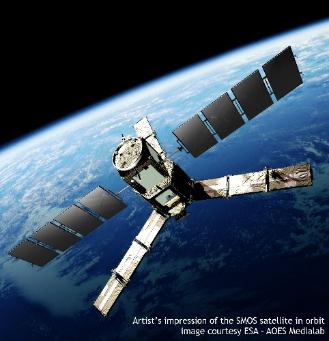 Artist's impression of the SMOS satellite in orbit
Image courtesy ESA - AOES Medialab